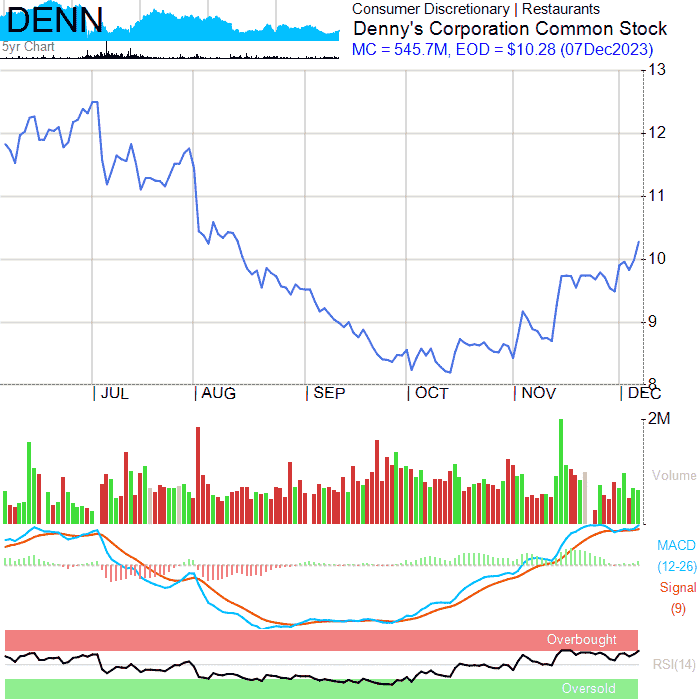 DENN
5yr Chart
Consumer Discretionary | Restaurants
Denny's Corporation Common Stock
MC = 545.7M, EOD = $10.28 (07Dec2023)
13
12
11
10
9
8
JUL AUG SEP OCT NOV DEC
2M
Volume
MACD
(12-26)
Signal
(9)
Overbought
RSI(14)
Oversold